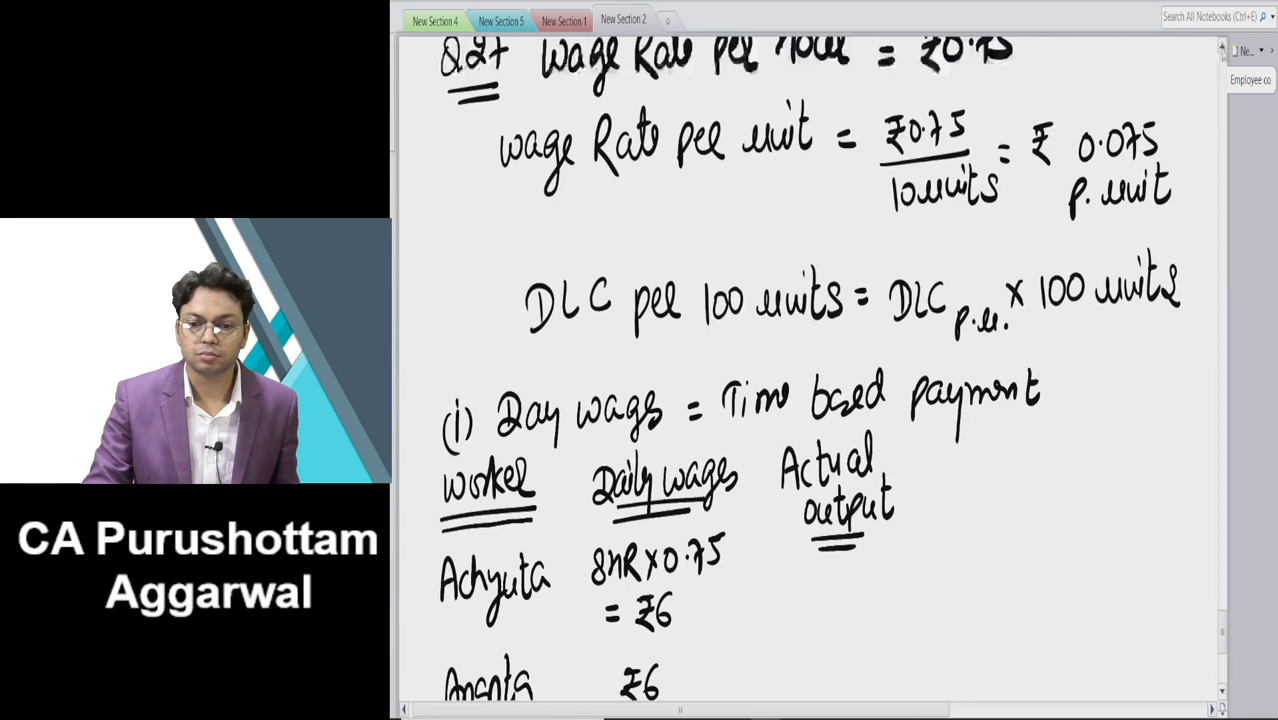 New Section 4 New Section 5 New Section 1 New Section 2
Search All Notebooks (Ctrl+E)
Ne...
Employee co
Q27 Wage Rate per Hour = ₹0.75
Wage Rate per unit = ₹0.75 / 10 units = ₹ 0.075 p. unit
DLC per 100 units = DLC p.u. × 100 units
(i) Day wages = Time based payment
Worker Daily wages Actual output
Achyuta 8HR × 0.75
= ₹6
Ananta ₹6
CA Purushottam
Aggarwal